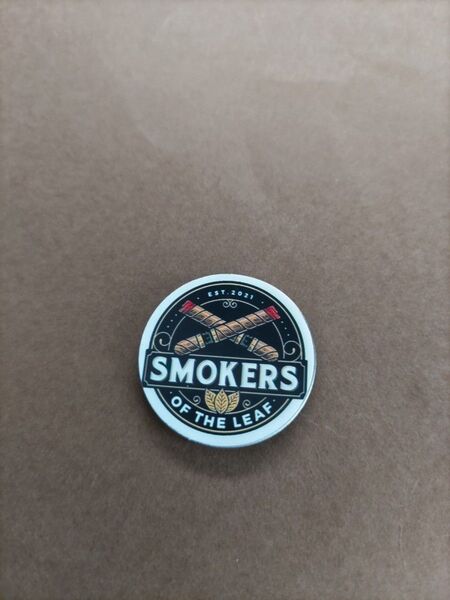 EST. 2021
SMOKERS
OF THE LEAF